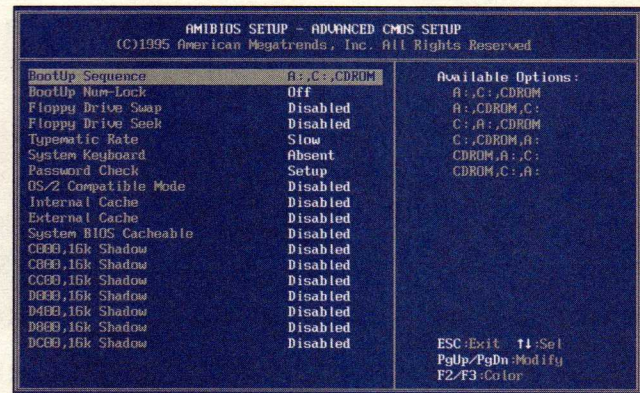 AMIBIOS SETUP - ADVANCED CMOS SETUP
(C)1995 American Megatrends, Inc. All Rights Reserved
BootUp Sequence A:,C:,CDROM
BootUp Num-Lock Off
Floppy Drive Swap Disabled
Floppy Drive Seek Disabled
Typematic Rate Slow
System Keyboard Absent
Password Check Setup
OS/2 Compatible Mode Disabled
Internal Cache Disabled
External Cache Disabled
System BIOS Cacheable Disabled
C000,16k Shadow Disabled
C800,16k Shadow Disabled
CC00,16k Shadow Disabled
D000,16k Shadow Disabled
D400,16k Shadow Disabled
D800,16k Shadow Disabled
DC00,16k Shadow Disabled
Available Options:
A:,C:,CDROM
A:,CDROM,C:
C:,A:,CDROM
C:,CDROM,A:
CDROM,A:,C:
CDROM,C:,A:
ESC:Exit ↑↓:Sel
PgUp/PgDn:Modify
F2/F3:Color